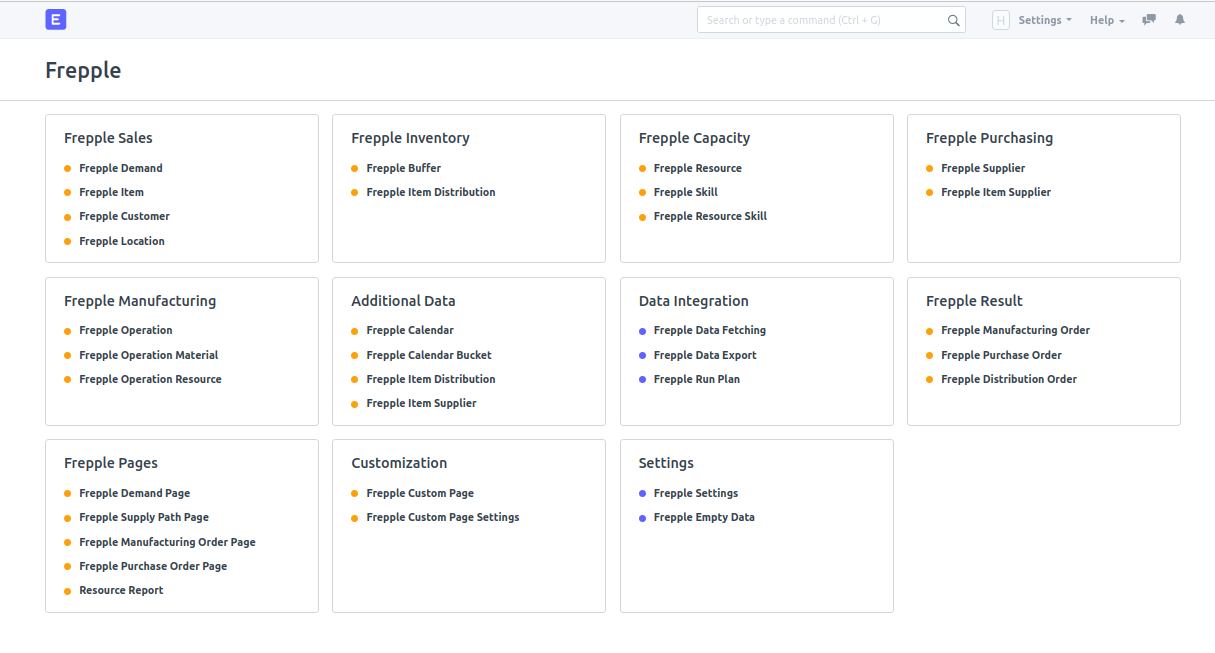 E
Search or type a command (Ctrl + G)
H
Settings
Help
Frepple
Frepple Sales
Frepple Demand
Frepple Item
Frepple Customer
Frepple Location
Frepple Inventory
Frepple Buffer
Frepple Item Distribution
Frepple Capacity
Frepple Resource
Frepple Skill
Frepple Resource Skill
Frepple Purchasing
Frepple Supplier
Frepple Item Supplier
Frepple Manufacturing
Frepple Operation
Frepple Operation Material
Frepple Operation Resource
Additional Data
Frepple Calendar
Frepple Calendar Bucket
Frepple Item Distribution
Frepple Item Supplier
Data Integration
Frepple Data Fetching
Frepple Data Export
Frepple Run Plan
Frepple Result
Frepple Manufacturing Order
Frepple Purchase Order
Frepple Distribution Order
Frepple Pages
Frepple Demand Page
Frepple Supply Path Page
Frepple Manufacturing Order Page
Frepple Purchase Order Page
Resource Report
Customization
Frepple Custom Page
Frepple Custom Page Settings
Settings
Frepple Settings
Frepple Empty Data